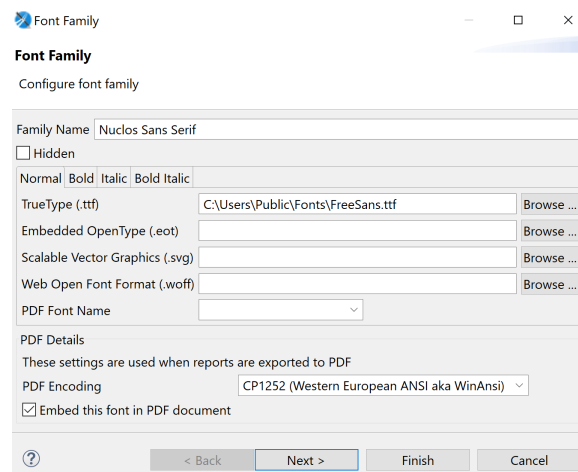 Font Family
Font Family
Configure font family
Family Name Nuclos Sans Serif
Hidden
Normal Bold Italic Bold Italic
TrueType (.ttf) C:\Users\Public\Fonts\FreeSans.ttf Browse ...
Embedded OpenType (.eot) Browse ...
Scalable Vector Graphics (.svg) Browse ...
Web Open Font Format (.woff) Browse ...
PDF Font Name
PDF Details
These settings are used when reports are exported to PDF
PDF Encoding CP1252 (Western European ANSI aka WinAnsi)
Embed this font in PDF document
? < Back Next > Finish Cancel